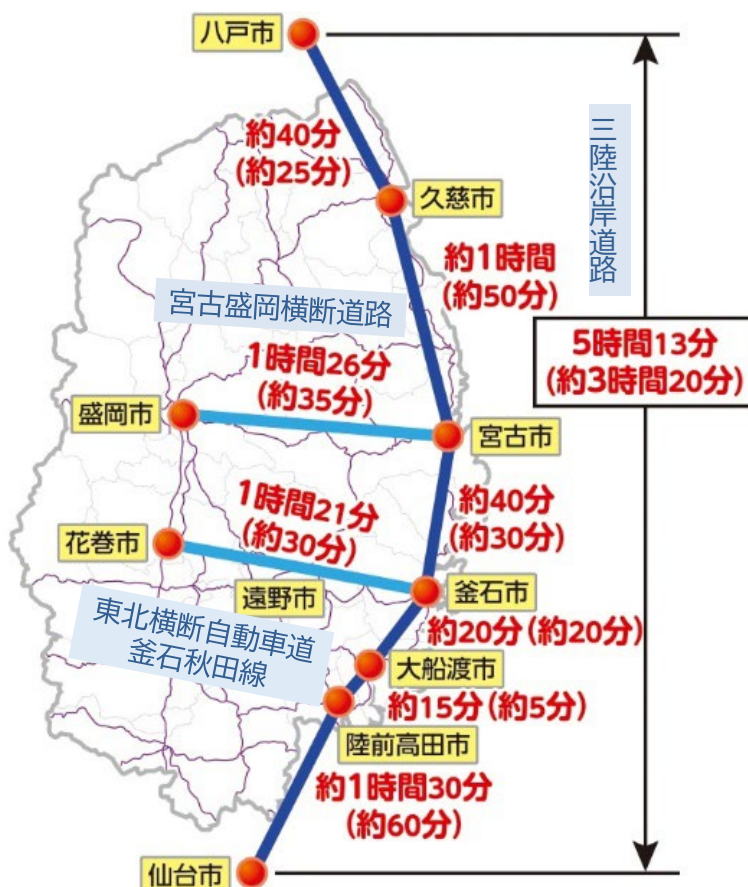 八戸市
約40分
(約25分)
久慈市
三陸沿岸道路
約1時間
(約50分)
宮古盛岡横断道路
5時間13分
(約3時間20分)
1時間26分
(約35分)
盛岡市
宮古市
1時間21分
(約30分)
約40分
(約30分)
花巻市
遠野市
釜石市
東北横断自動車道
釜石秋田線
約20分(約20分)
大船渡市
約15分(約5分)
陸前高田市
約1時間30分
(約60分)
仙台市